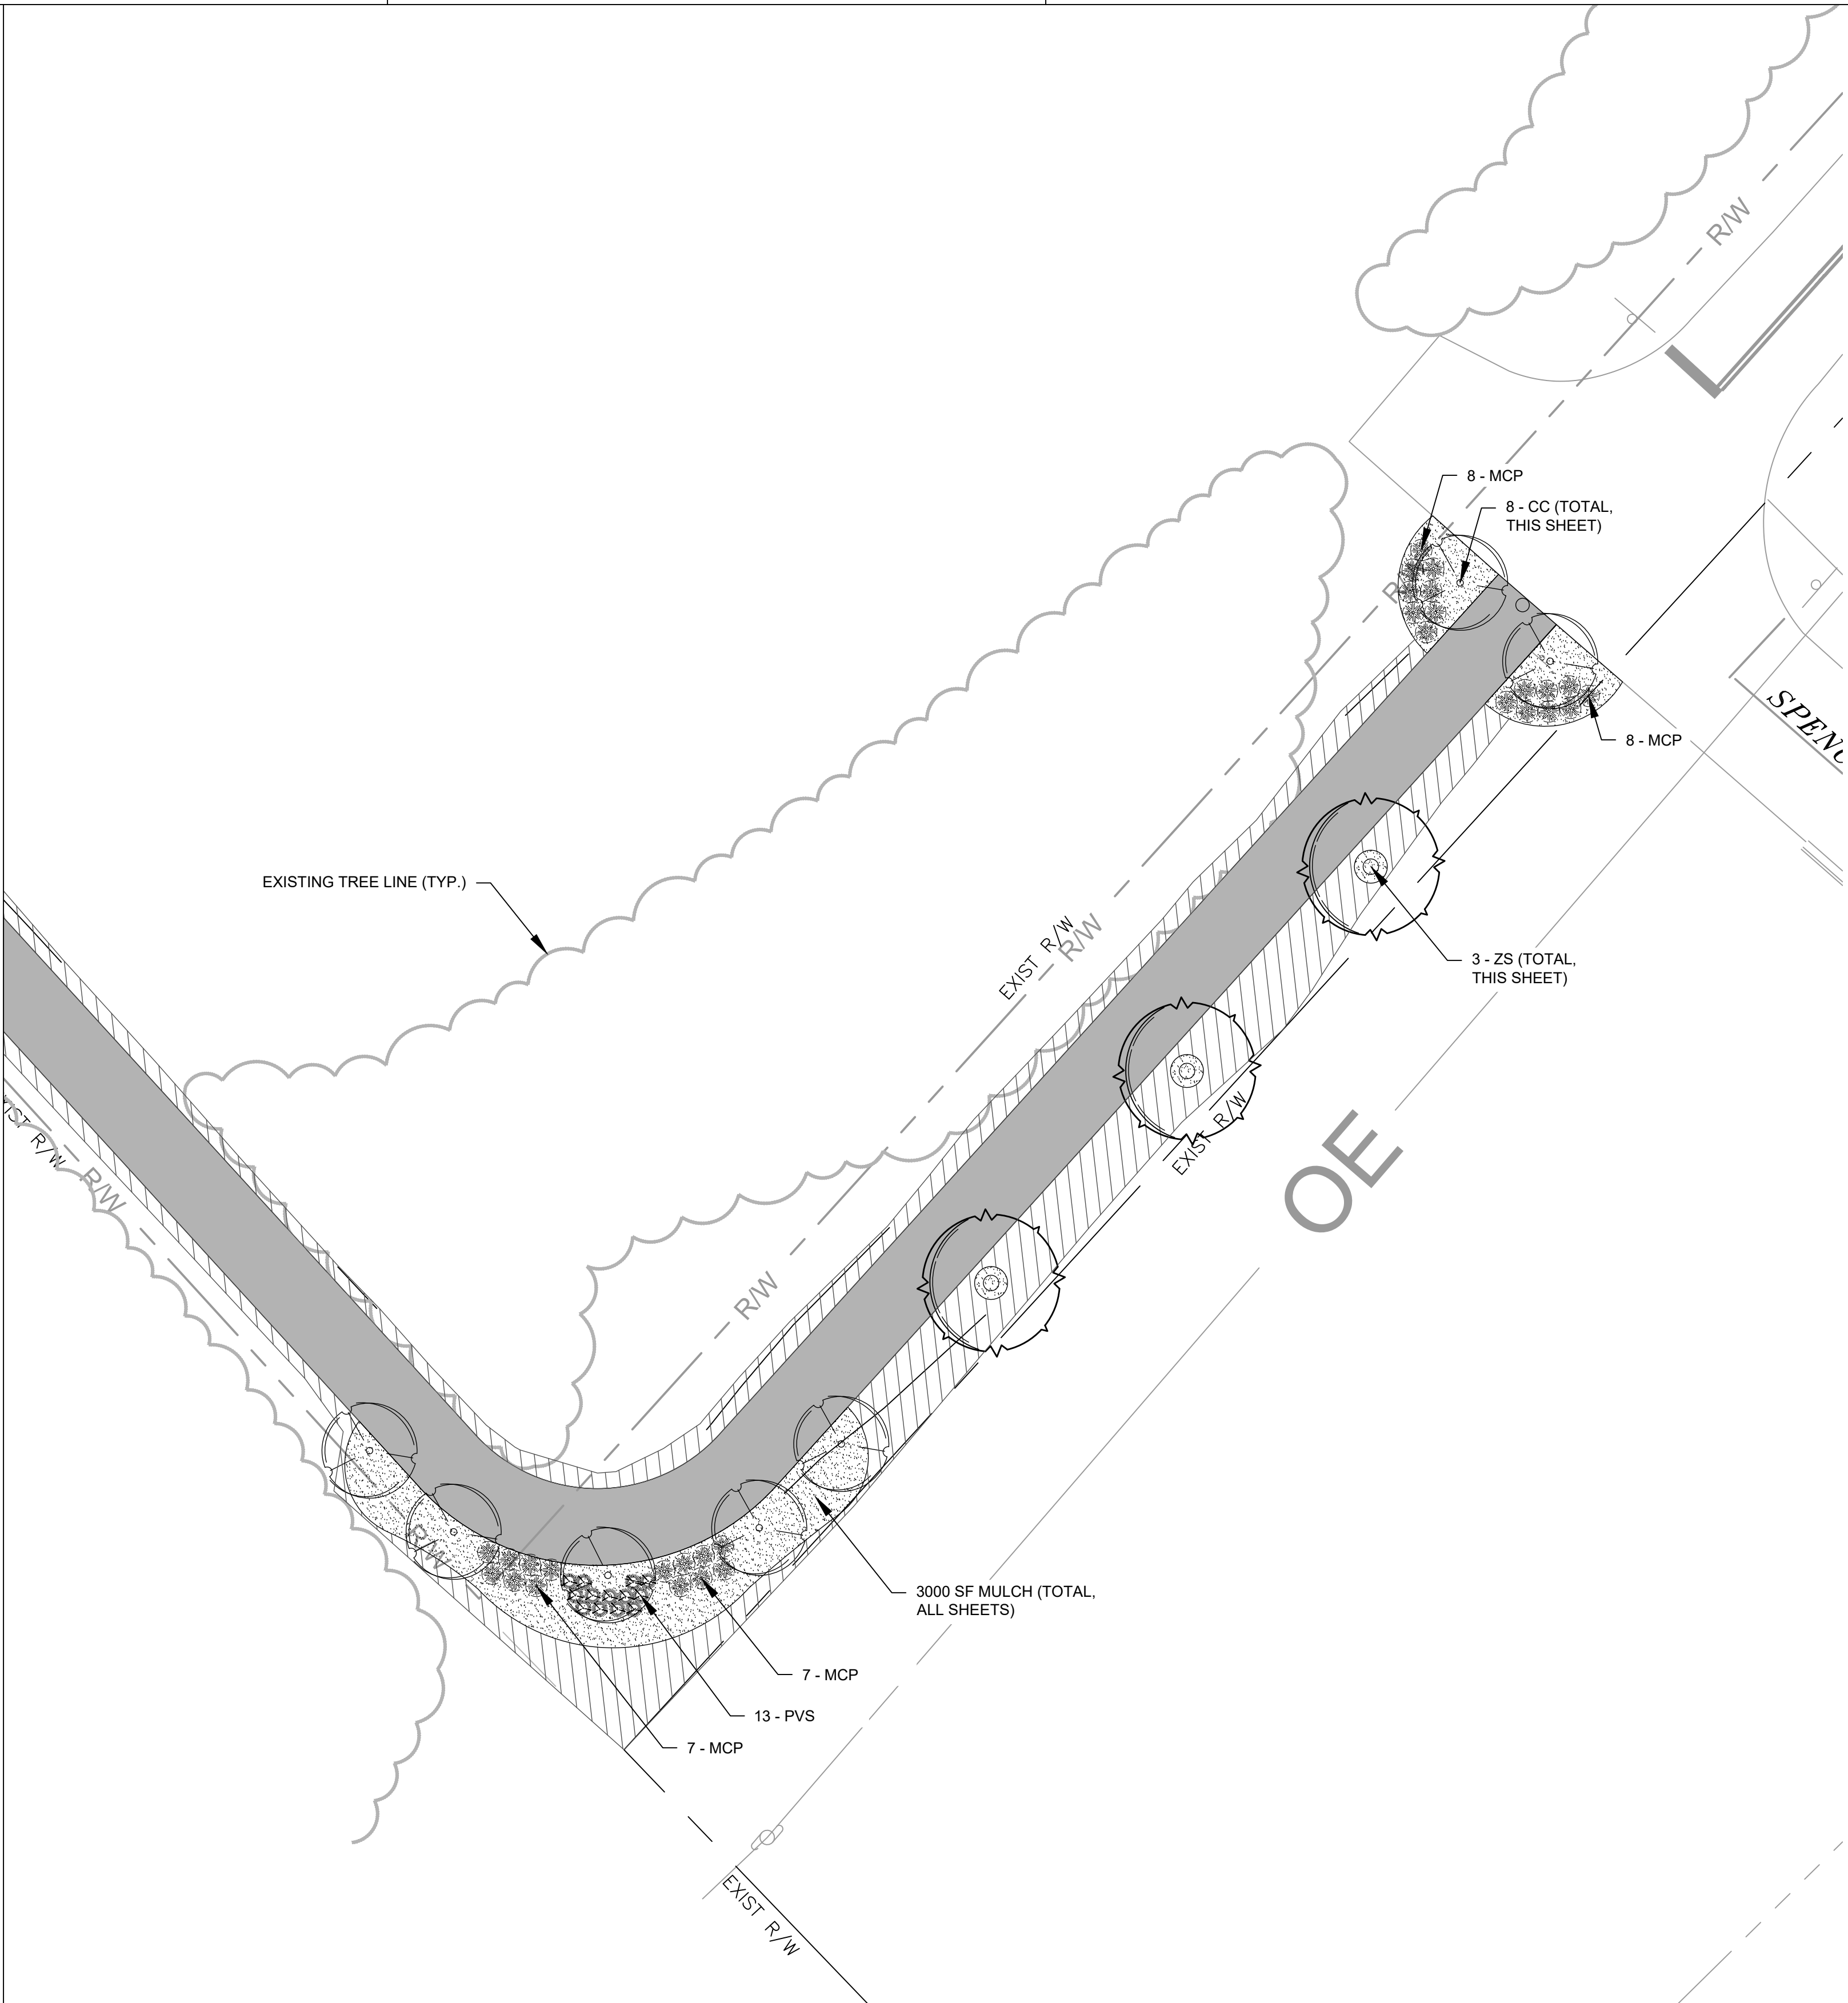 R/W
8 - MCP
8 - CC (TOTAL,
THIS SHEET)
SPENC
8 - MCP
EXISTING TREE LINE (TYP.)
EXIST R/W
R/W
3 - ZS (TOTAL,
THIS SHEET)
EXIST R/W
OE
R/W
R/W
R/W
R/W
3000 SF MULCH (TOTAL,
ALL SHEETS)
7 - MCP
13 - PVS
7 - MCP
EXIST R/W